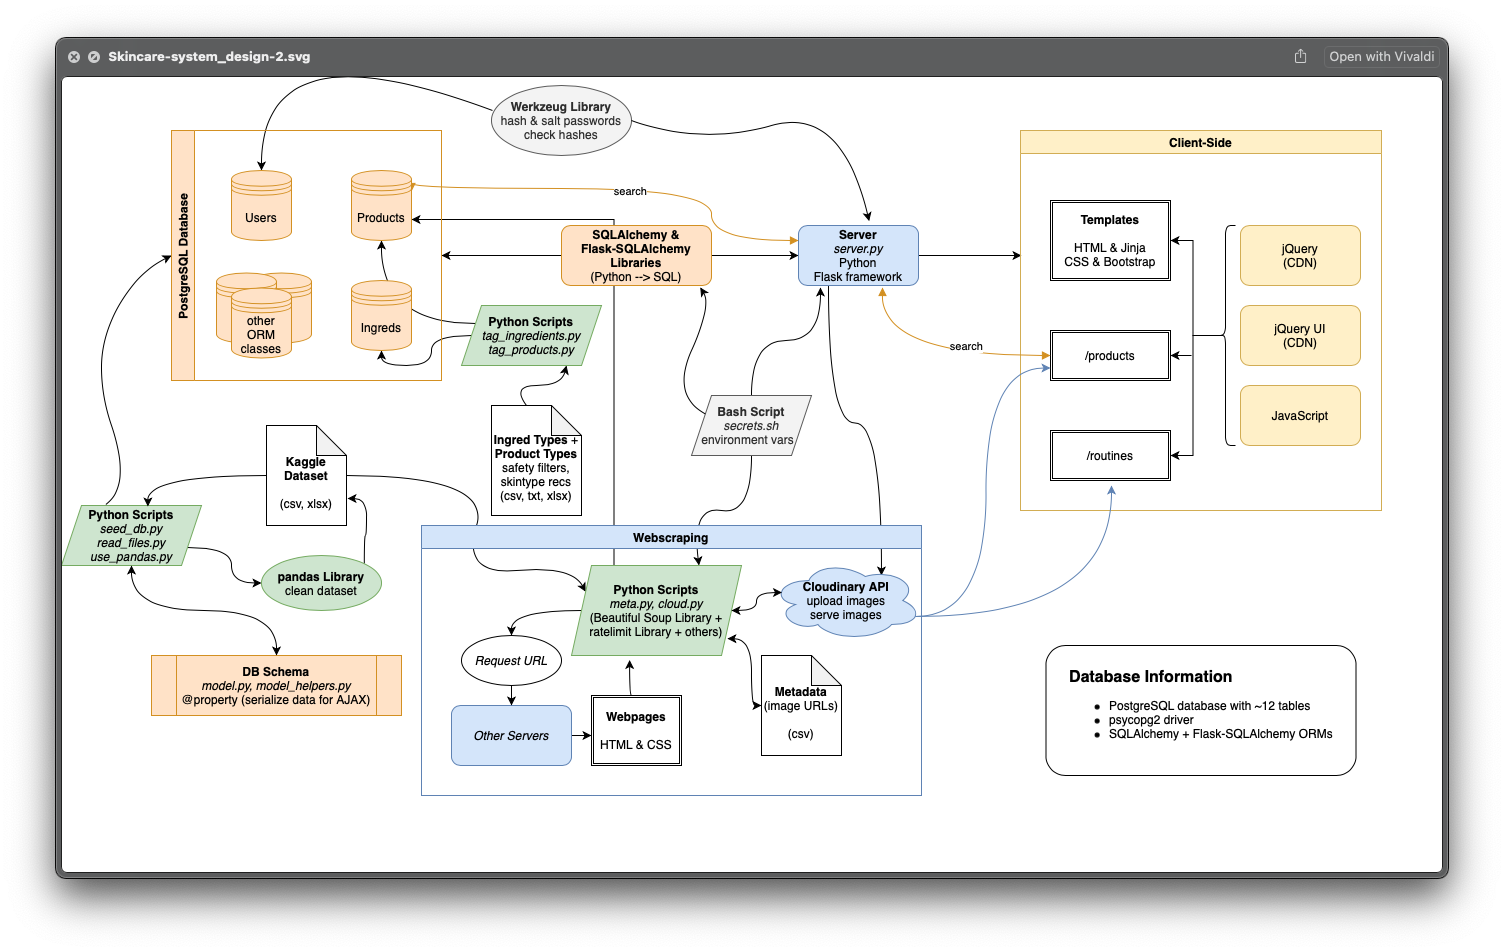 Skincare-system_design-2.svg
Open with Vivaldi
Werkzeug Library
hash & salt passwords
check hashes
PostgreSQL Database
Users
Products
other
ORM
classes
Ingreds
search
SQLAlchemy &
Flask-SQLAlchemy
Libraries
(Python --> SQL)
Server
server.py
Python
Flask framework
Client-Side
Templates
HTML & Jinja
CSS & Bootstrap
/products
/routines
jQuery
(CDN)
jQuery UI
(CDN)
JavaScript
search
Python Scripts
tag_ingredients.py
tag_products.py
Ingred Types +
Product Types
safety filters,
skintype recs
(csv, txt, xlsx)
Bash Script
secrets.sh
environment vars
Kaggle
Dataset
(csv, xlsx)
Python Scripts
seed_db.py
read_files.py
use_pandas.py
pandas Library
clean dataset
DB Schema
model.py, model_helpers.py
@property (serialize data for AJAX)
Webscraping
Python Scripts
meta.py, cloud.py
(Beautiful Soup Library +
ratelimit Library + others)
Cloudinary API
upload images
serve images
Request URL
Other Servers
Webpages
HTML & CSS
Metadata
(image URLs)
(csv)
Database Information
• PostgreSQL database with ~12 tables
• psycopg2 driver
• SQLAlchemy + Flask-SQLAlchemy ORMs